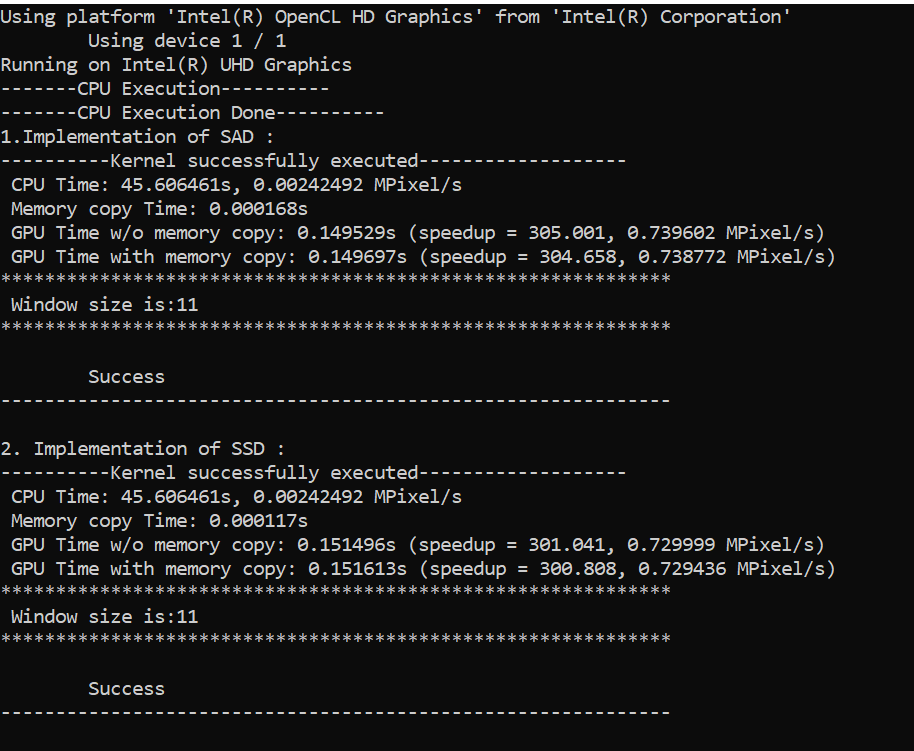 Using platform 'Intel(R) OpenCL HD Graphics' from 'Intel(R) Corporation'
        Using device 1 / 1
Running on Intel(R) UHD Graphics
-------CPU Execution----------
-------CPU Execution Done----------
1.Implementation of SAD :
----------Kernel successfully executed-------------------
 CPU Time: 45.606461s, 0.00242492 MPixel/s
 Memory copy Time: 0.000168s
 GPU Time w/o memory copy: 0.149529s (speedup = 305.001, 0.739602 MPixel/s)
 GPU Time with memory copy: 0.149697s (speedup = 304.658, 0.738772 MPixel/s)
*************************************************************
 Window size is:11
*************************************************************

        Success
-------------------------------------------------------------

2. Implementation of SSD :
----------Kernel successfully executed-------------------
 CPU Time: 45.606461s, 0.00242492 MPixel/s
 Memory copy Time: 0.000117s
 GPU Time w/o memory copy: 0.151496s (speedup = 301.041, 0.729999 MPixel/s)
 GPU Time with memory copy: 0.151613s (speedup = 300.808, 0.729436 MPixel/s)
*************************************************************
 Window size is:11
*************************************************************

        Success
-------------------------------------------------------------